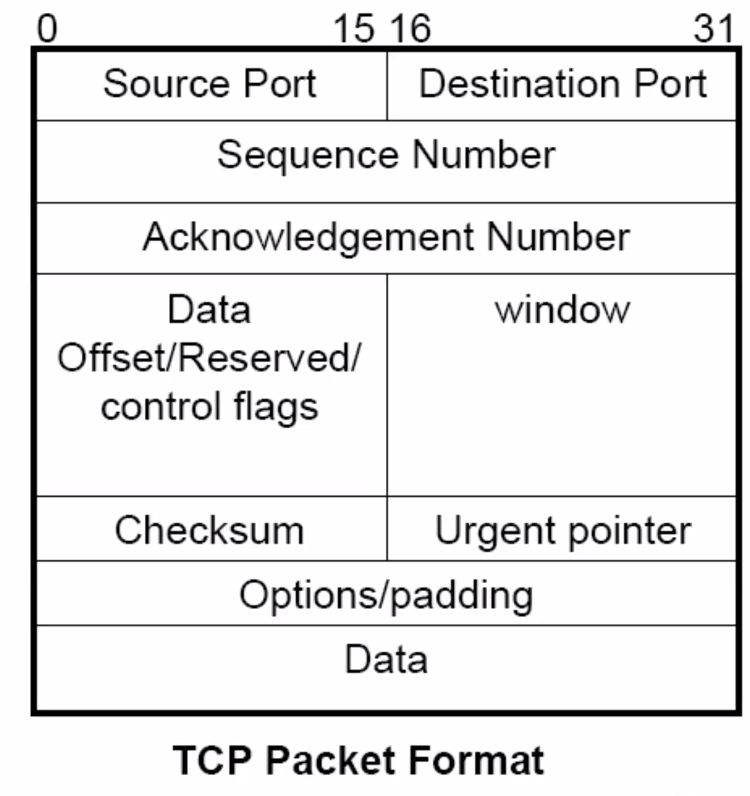 0 15 16 31
Source Port Destination Port
Sequence Number
Acknowledgement Number
Data
Offset/Reserved/
control flags
window
Checksum Urgent pointer
Options/padding
Data
TCP Packet Format